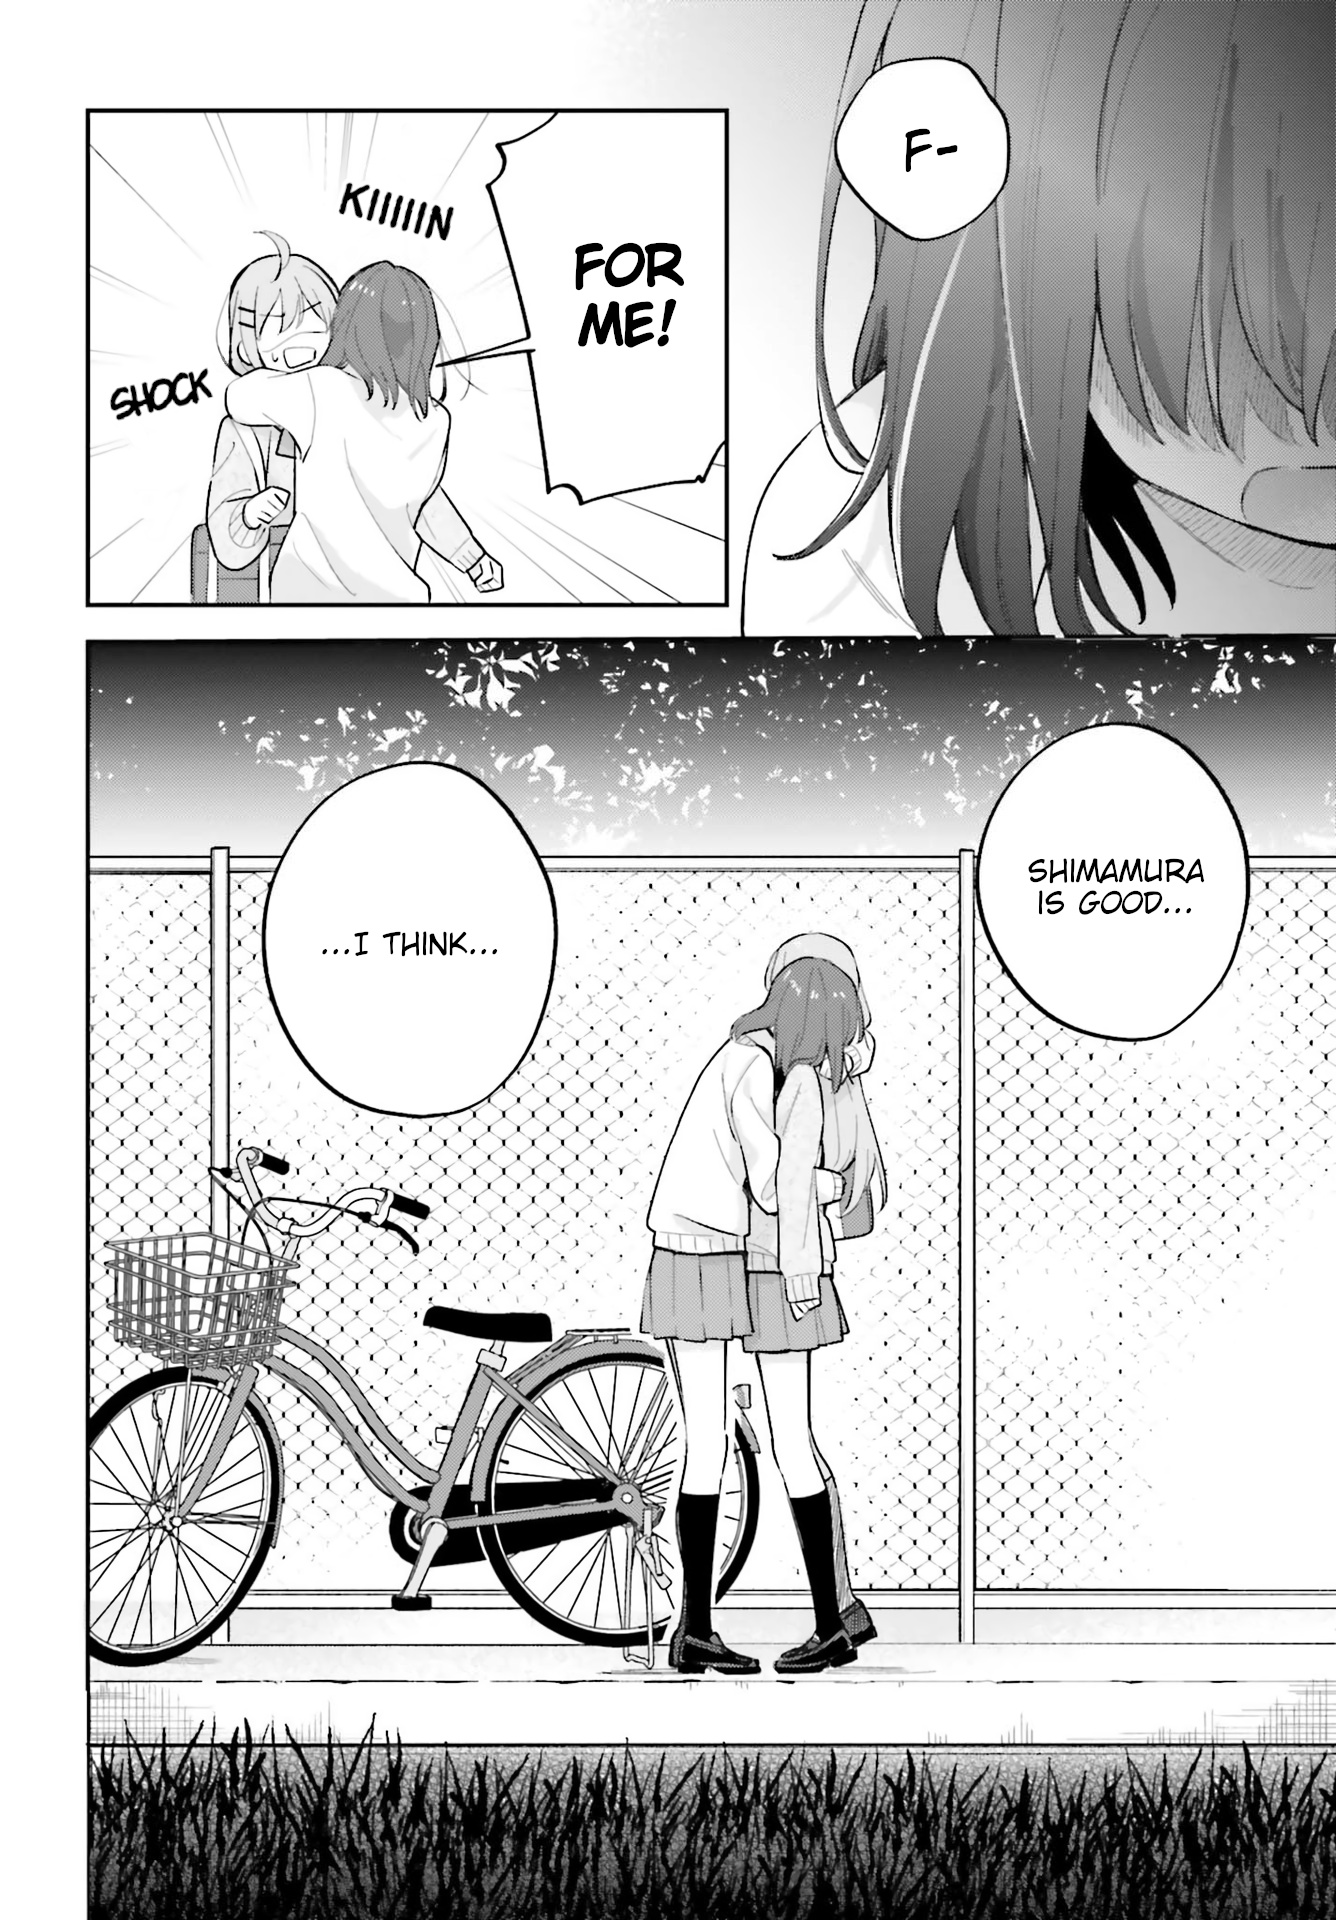 F-
FOR
ME!
KIIIIIN
SHOCK
SHIMAMURA
IS GOOD...
...I THINK...